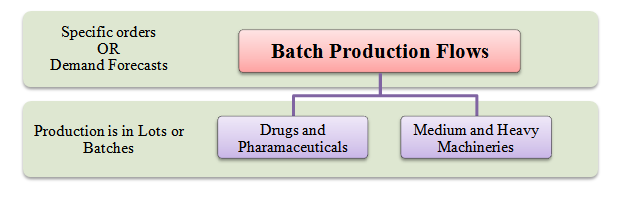 Specific orders
OR
Demand Forecasts
Batch Production Flows
Production is in Lots or
Batches
Drugs and
Pharamaceuticals
Medium and Heavy
Machineries